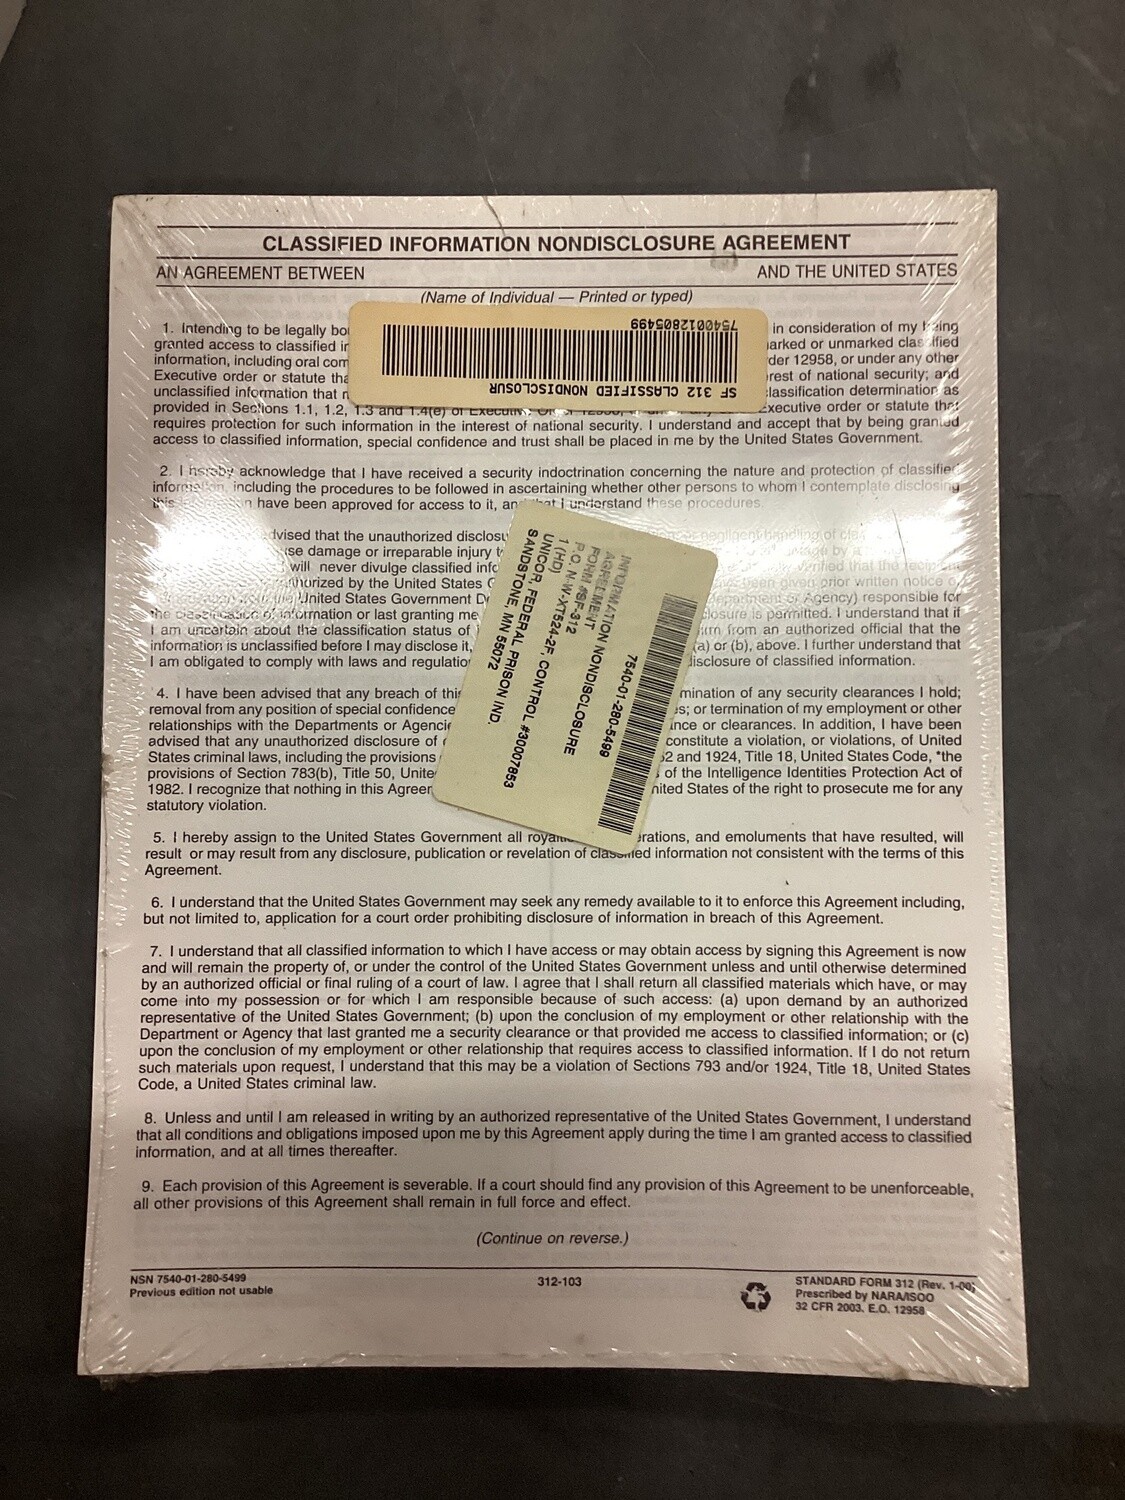 CLASSIFIED INFORMATION NONDISCLOSURE AGREEMENT
AN AGREEMENT BETWEEN AND THE UNITED STATES
(Name of Individual — Printed or typed)
1. Intending to be legally in consideration of my being
granted access to classified marked or unmarked classified
information, including oral 12958, or under any other
Executive order or statute of national security; and
unclassified information that classification determination as
provided in Sections 1.1, 1.2, 1.3 and 1.4(e) of Executive Executive order or statute that
requires protection for such information in the interest of national security. I understand and accept that by being granted
access to classified information, special confidence and trust shall be placed in me by the United States Government.
7540012805499
SF 312 CLASSIFIED NONDISCLOSUR
2. I hereby acknowledge that I have received a security indoctrination concerning the nature and protection of classified
information, including the procedures to be followed in ascertaining whether other persons to whom I contemplate disclosing
this have been approved for access to it, and that I understand these procedures.
advised that the unauthorized negligent handling of
damage or irreparable injury by a
will never divulge classified verified that the
by the United States been given prior written notice
United States Government Department or Agency) responsible for
the classification of information or last granting is permitted. I understand that if
I am uncertain about the classification status of from an authorized official that the
information is unclassified before I may disclose it, (a) or (b), above. I further understand that
I am obligated to comply with laws and disclosure of classified information.
7540-01-280-5499
INFORMATION NONDISCLOSURE
AGREEMENT
FORM #SF-312
P.O. N-W-XT524-2F, CONTROL #30007853
1 (HD)
UNICOR, FEDERAL PRISON IND.
SANDSTONE, MN 55072
4. I have been advised that any breach of of any security clearances I hold;
removal from any position of special confidence or termination of my employment or other
relationships with the Departments or or clearances. In addition, I have been
advised that any unauthorized disclosure of constitute a violation, or violations, of United
States criminal laws, including the provisions and 1924, Title 18, United States Code, *the
provisions of Section 783(b), Title 50, of the Intelligence Identities Protection Act of
1982. I recognize that nothing in this States of the right to prosecute me for any
statutory violation.
5. I hereby assign to the United States Government all and emoluments that have resulted, will
result or may result from any disclosure, publication or revelation of classified information not consistent with the terms of this
Agreement.
6. I understand that the United States Government may seek any remedy available to it to enforce this Agreement including,
but not limited to, application for a court order prohibiting disclosure of information in breach of this Agreement.
7. I understand that all classified information to which I have access or may obtain access by signing this Agreement is now
and will remain the property of, or under the control of the United States Government unless and until otherwise determined
by an authorized official or final ruling of a court of law. I agree that I shall return all classified materials which have, or may
come into my possession or for which I am responsible because of such access: (a) upon demand by an authorized
representative of the United States Government; (b) upon the conclusion of my employment or other relationship with the
Department or Agency that last granted me a security clearance or that provided me access to classified information; or (c)
upon the conclusion of my employment or other relationship that requires access to classified information. If I do not return
such materials upon request, I understand that this may be a violation of Sections 793 and/or 1924, Title 18, United States
Code, a United States criminal law.
8. Unless and until I am released in writing by an authorized representative of the United States Government, I understand
that all conditions and obligations imposed upon me by this Agreement apply during the time I am granted access to classified
information, and at all times thereafter.
9. Each provision of this Agreement is severable. If a court should find any provision of this Agreement to be unenforceable,
all other provisions of this Agreement shall remain in full force and effect.
(Continue on reverse.)
NSN 7540-01-280-5499
Previous edition not usable
312-103
STANDARD FORM 312 (Rev. 1-00)
Prescribed by NARA/ISOO
32 CFR 2003, E.O. 12958